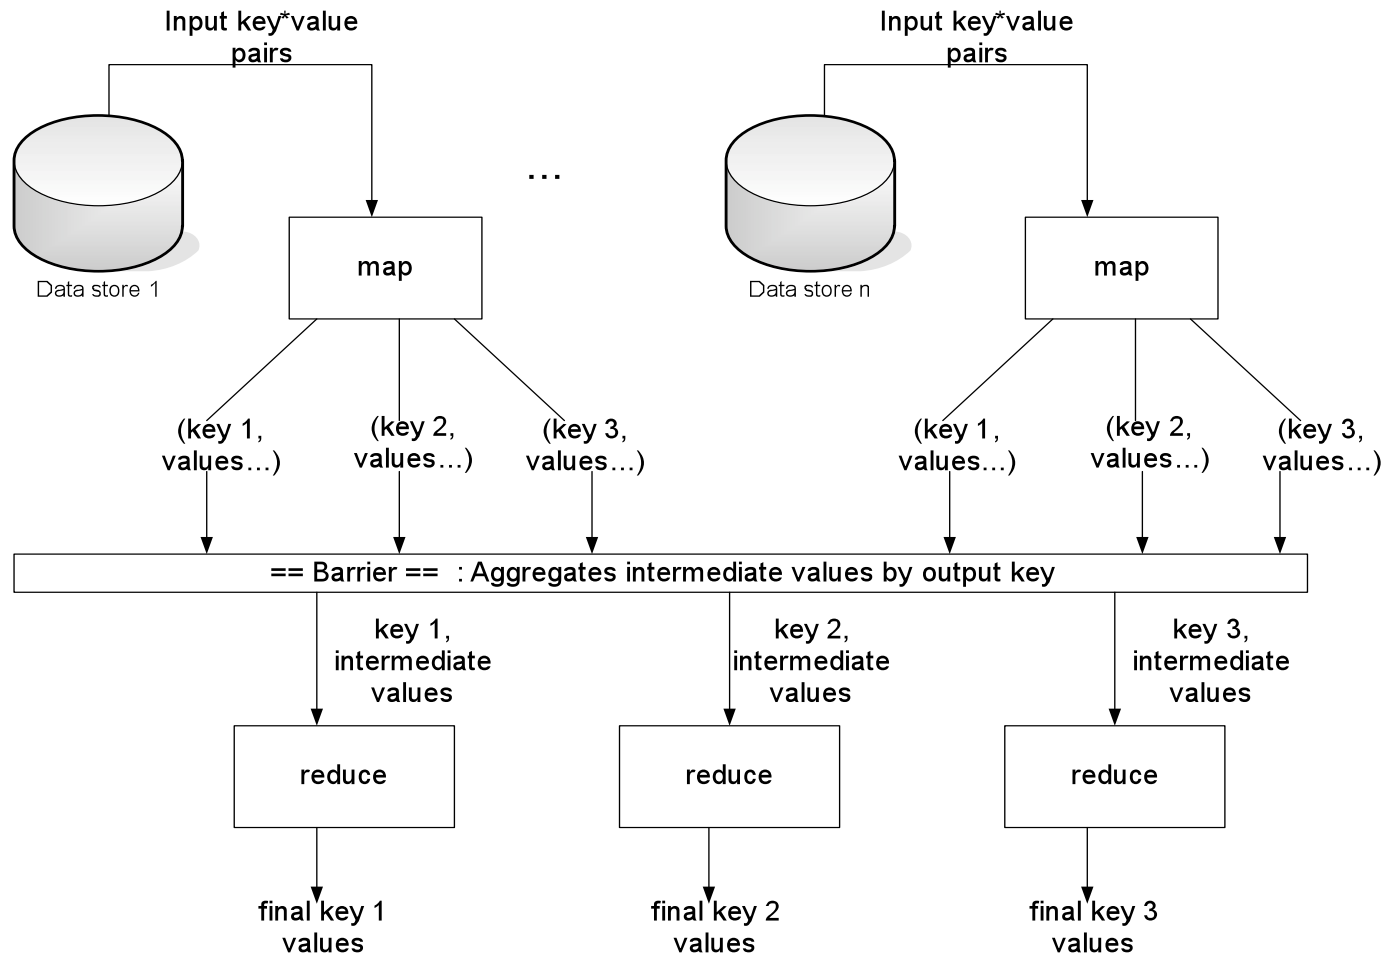 Input key*value
pairs
Input key*value
pairs
...
Data store 1
map
Data store n
map
(key 1,
values...)
(key 2,
values...)
(key 3,
values...)
(key 1,
values...)
(key 2,
values...)
(key 3,
values...)
== Barrier == : Aggregates intermediate values by output key
key 1,
intermediate
values
key 2,
intermediate
values
key 3,
intermediate
values
reduce
reduce
reduce
final key 1
values
final key 2
values
final key 3
values